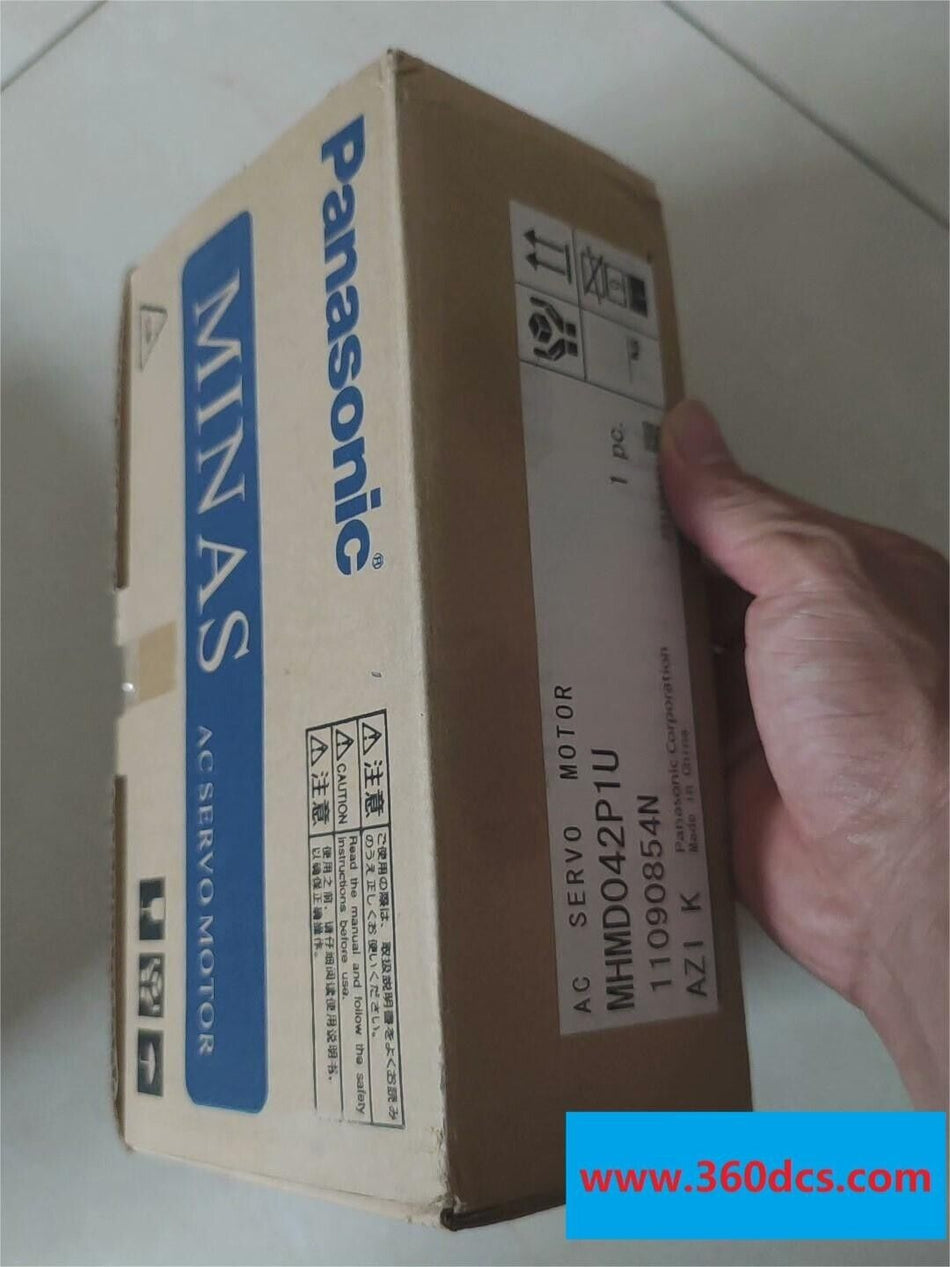 Panasonic®
MINAS AC SERVO MOTOR
注意
ご使用の際は、取扱説明書をよくお読み
のうえ正しくお使いください。
CAUTION
Read the manual and follow the safety
instructions before use.
注意
使用之前，请仔细阅读使用说明书，
以确保正确操作。
1 pc.
AC SERVO MOTOR
MHMD042P1U
11090854N
AZ1 K
Panasonic Corporation
Made in China
www.360dcs.com